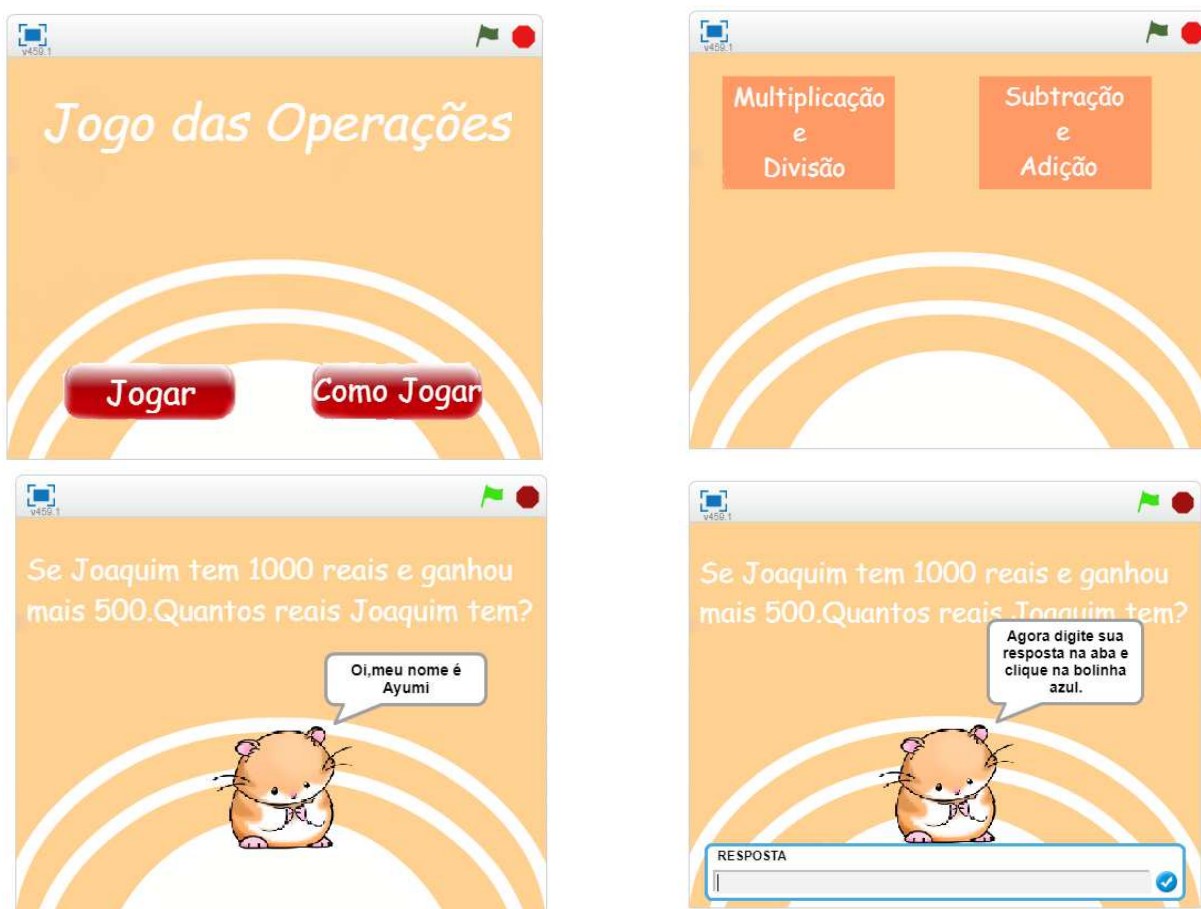 v459.1
Jogo das Operações
Jogar
Como Jogar
v459.1
Multiplicação
e
Divisão
Subtração
e
Adição
v459.1
Se Joaquim tem 1000 reais e ganhou
mais 500.Quantos reais Joaquim tem?
Oi,meu nome é
Ayumi
v459.1
Se Joaquim tem 1000 reais e ganhou
mais 500.Quantos reais Joaquim tem?
Agora digite sua
resposta na aba e
clique na bolinha
azul.
RESPOSTA